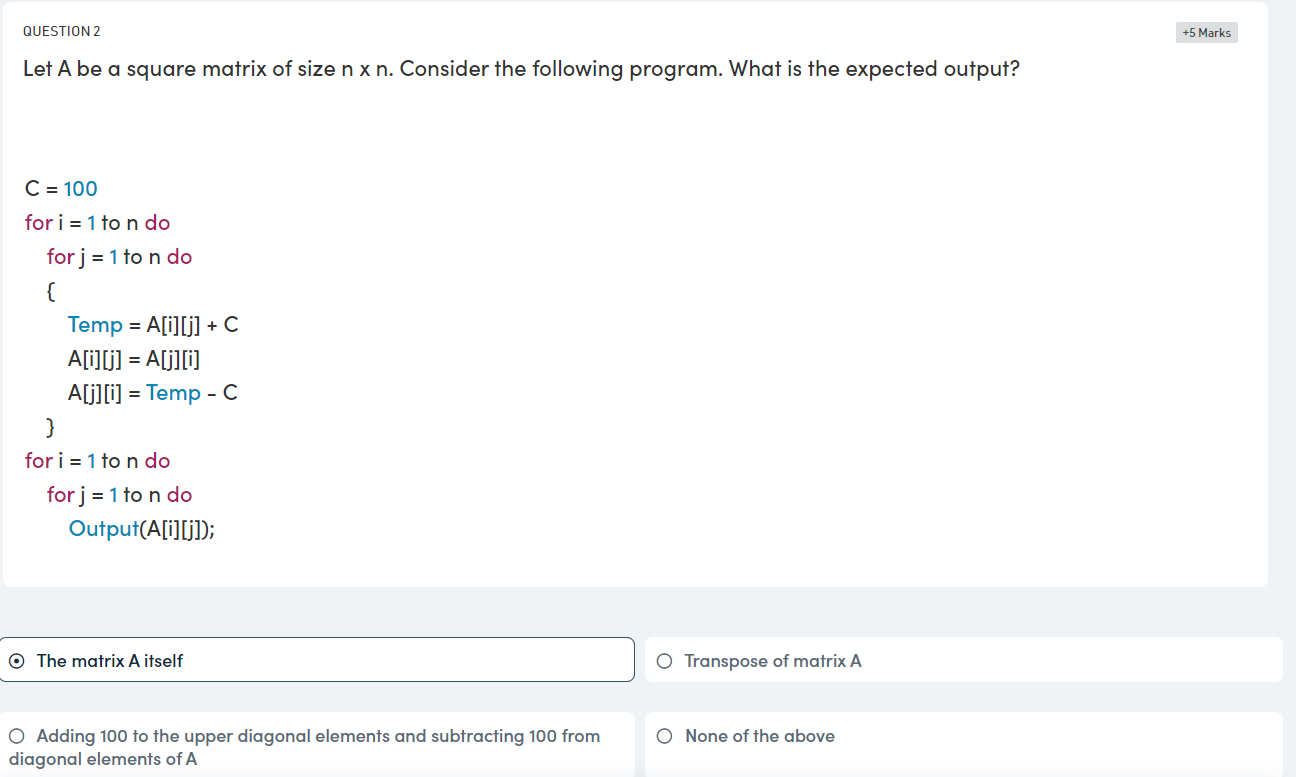 QUESTION 2
+5 Marks
Let A be a square matrix of size n x n. Consider the following program. What is the expected output?
C = 100
for i = 1 to n do
for j = 1 to n do
{
Temp = A[i][j] + C
A[i][j] = A[j][i]
A[j][i] = Temp - C
}
for i = 1 to n do
for j = 1 to n do
Output(A[i][j]);
The matrix A itself
Transpose of matrix A
Adding 100 to the upper diagonal elements and subtracting 100 from
diagonal elements of A
None of the above